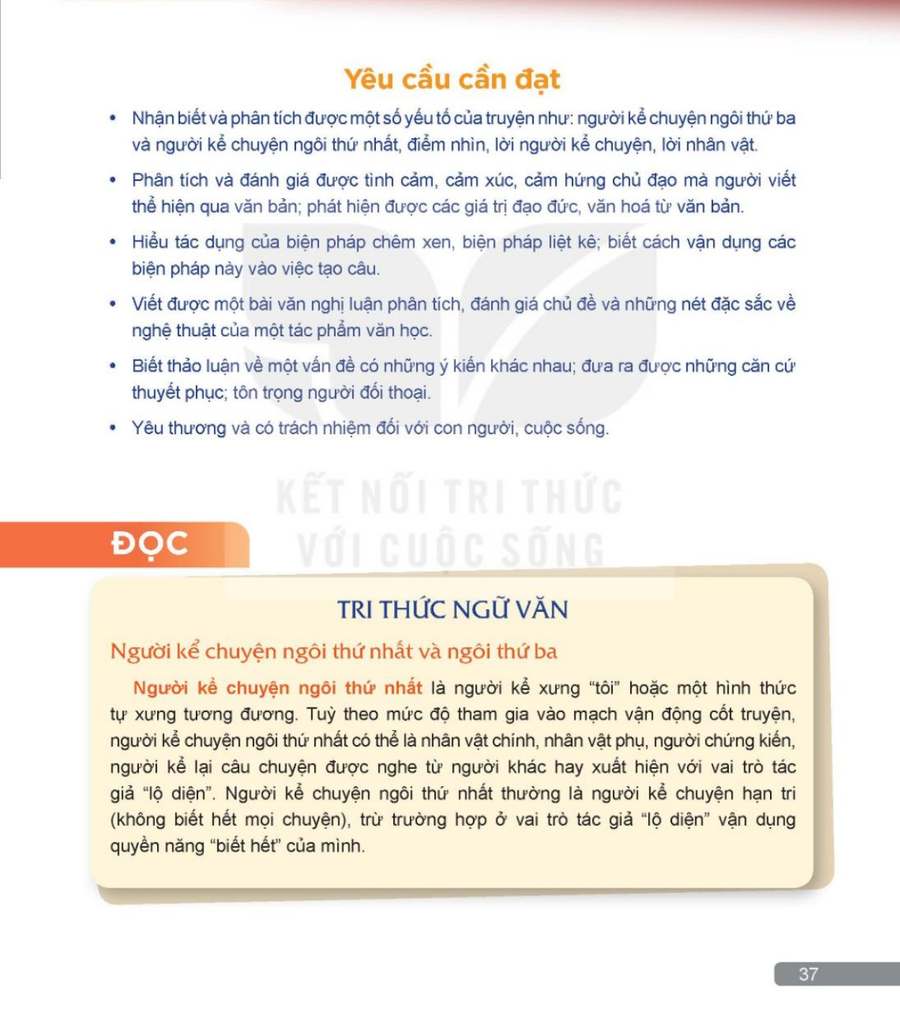 Yêu cầu cần đạt
• Nhận biết và phân tích được một số yếu tố của truyện như: người kể chuyện ngôi thứ ba
và người kể chuyện ngôi thứ nhất, điểm nhìn, lời người kể chuyện, lời nhân vật.
• Phân tích và đánh giá được tình cảm, cảm xúc, cảm hứng chủ đạo mà người viết
thể hiện qua văn bản; phát hiện được các giá trị đạo đức, văn hoá từ văn bản.
• Hiểu tác dụng của biện pháp chêm xen, biện pháp liệt kê; biết cách vận dụng các
biện pháp này vào việc tạo câu.
• Viết được một bài văn nghị luận phân tích, đánh giá chủ đề và những nét đặc sắc về
nghệ thuật của một tác phẩm văn học.
• Biết thảo luận về một vấn đề có những ý kiến khác nhau; đưa ra được những căn cứ
thuyết phục; tôn trọng người đối thoại.
• Yêu thương và có trách nhiệm đối với con người, cuộc sống.
KẾT NỐI TRI THỨC
VỚI CUỘC SỐNG
ĐỌC
TRI THỨC NGỮ VĂN
Người kể chuyện ngôi thứ nhất và ngôi thứ ba
Người kể chuyện ngôi thứ nhất là người kể xưng “tôi” hoặc một hình thức
tự xưng tương đương. Tuỳ theo mức độ tham gia vào mạch vận động cốt truyện,
người kể chuyện ngôi thứ nhất có thể là nhân vật chính, nhân vật phụ, người chứng kiến,
người kể lại câu chuyện được nghe từ người khác hay xuất hiện với vai trò tác
giả “lộ diện”. Người kể chuyện ngôi thứ nhất thường là người kể chuyện hạn tri
(không biết hết mọi chuyện), trừ trường hợp ở vai trò tác giả “lộ diện” vận dụng
quyền năng “biết hết” của mình.
37